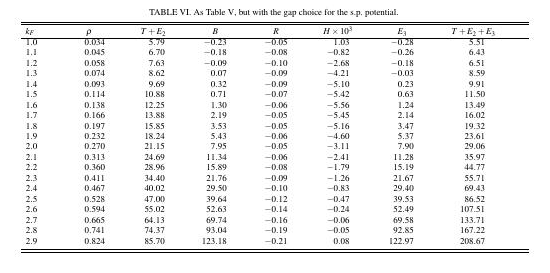 TABLE VI. As Table V, but with the gap choice for the s.p. potential.
kF ρ T + E2 B R H × 10³ E3 T + E2 + E3
1.0 0.034 5.79 −0.23 −0.05 1.03 −0.28 5.51
1.1 0.045 6.70 −0.18 −0.08 −0.82 −0.26 6.43
1.2 0.058 7.63 −0.09 −0.10 −2.68 −0.18 6.51
1.3 0.074 8.62 0.07 −0.09 −4.21 −0.03 8.59
1.4 0.093 9.69 0.32 −0.09 −5.10 0.23 9.91
1.5 0.114 10.88 0.71 −0.07 −5.42 0.63 11.50
1.6 0.138 12.25 1.30 −0.06 −5.56 1.24 13.49
1.7 0.166 13.88 2.19 −0.05 −5.45 2.14 16.02
1.8 0.197 15.85 3.53 −0.05 −5.16 3.47 19.32
1.9 0.232 18.24 5.43 −0.06 −4.60 5.37 23.61
2.0 0.270 21.15 7.95 −0.05 −3.11 7.90 29.06
2.1 0.313 24.69 11.34 −0.06 −2.41 11.28 35.97
2.2 0.360 28.96 15.89 −0.08 −1.79 15.19 44.77
2.3 0.411 34.40 21.76 −0.09 −1.26 21.67 55.71
2.4 0.467 40.02 29.50 −0.10 −0.83 29.40 69.43
2.5 0.528 47.00 39.64 −0.12 −0.47 39.53 86.52
2.6 0.594 55.02 52.63 −0.14 −0.24 52.49 107.51
2.7 0.665 64.13 69.74 −0.16 −0.06 69.58 133.71
2.8 0.741 74.37 93.04 −0.19 −0.05 92.85 167.22
2.9 0.824 85.70 123.18 −0.21 0.08 122.97 208.67